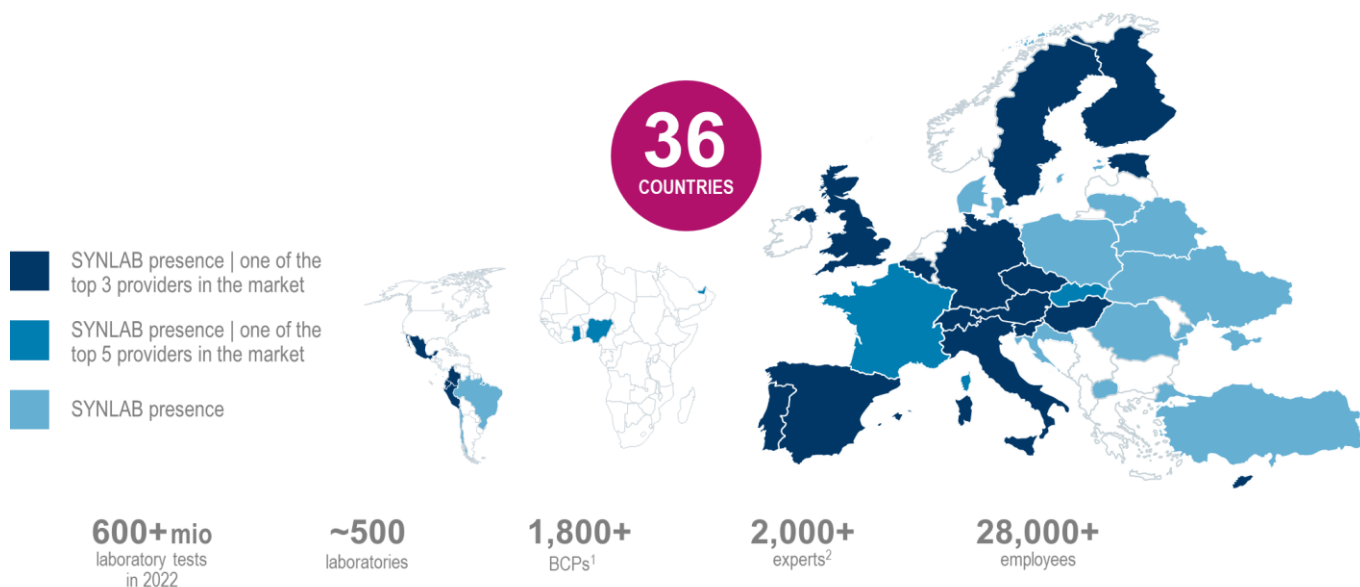 36
COUNTRIES
SYNLAB presence | one of the
top 3 providers in the market
SYNLAB presence | one of the
top 5 providers in the market
SYNLAB presence
600+ mio
laboratory tests
in 2022
~500
laboratories
1,800+
BCPs¹
2,000+
experts²
28,000+
employees